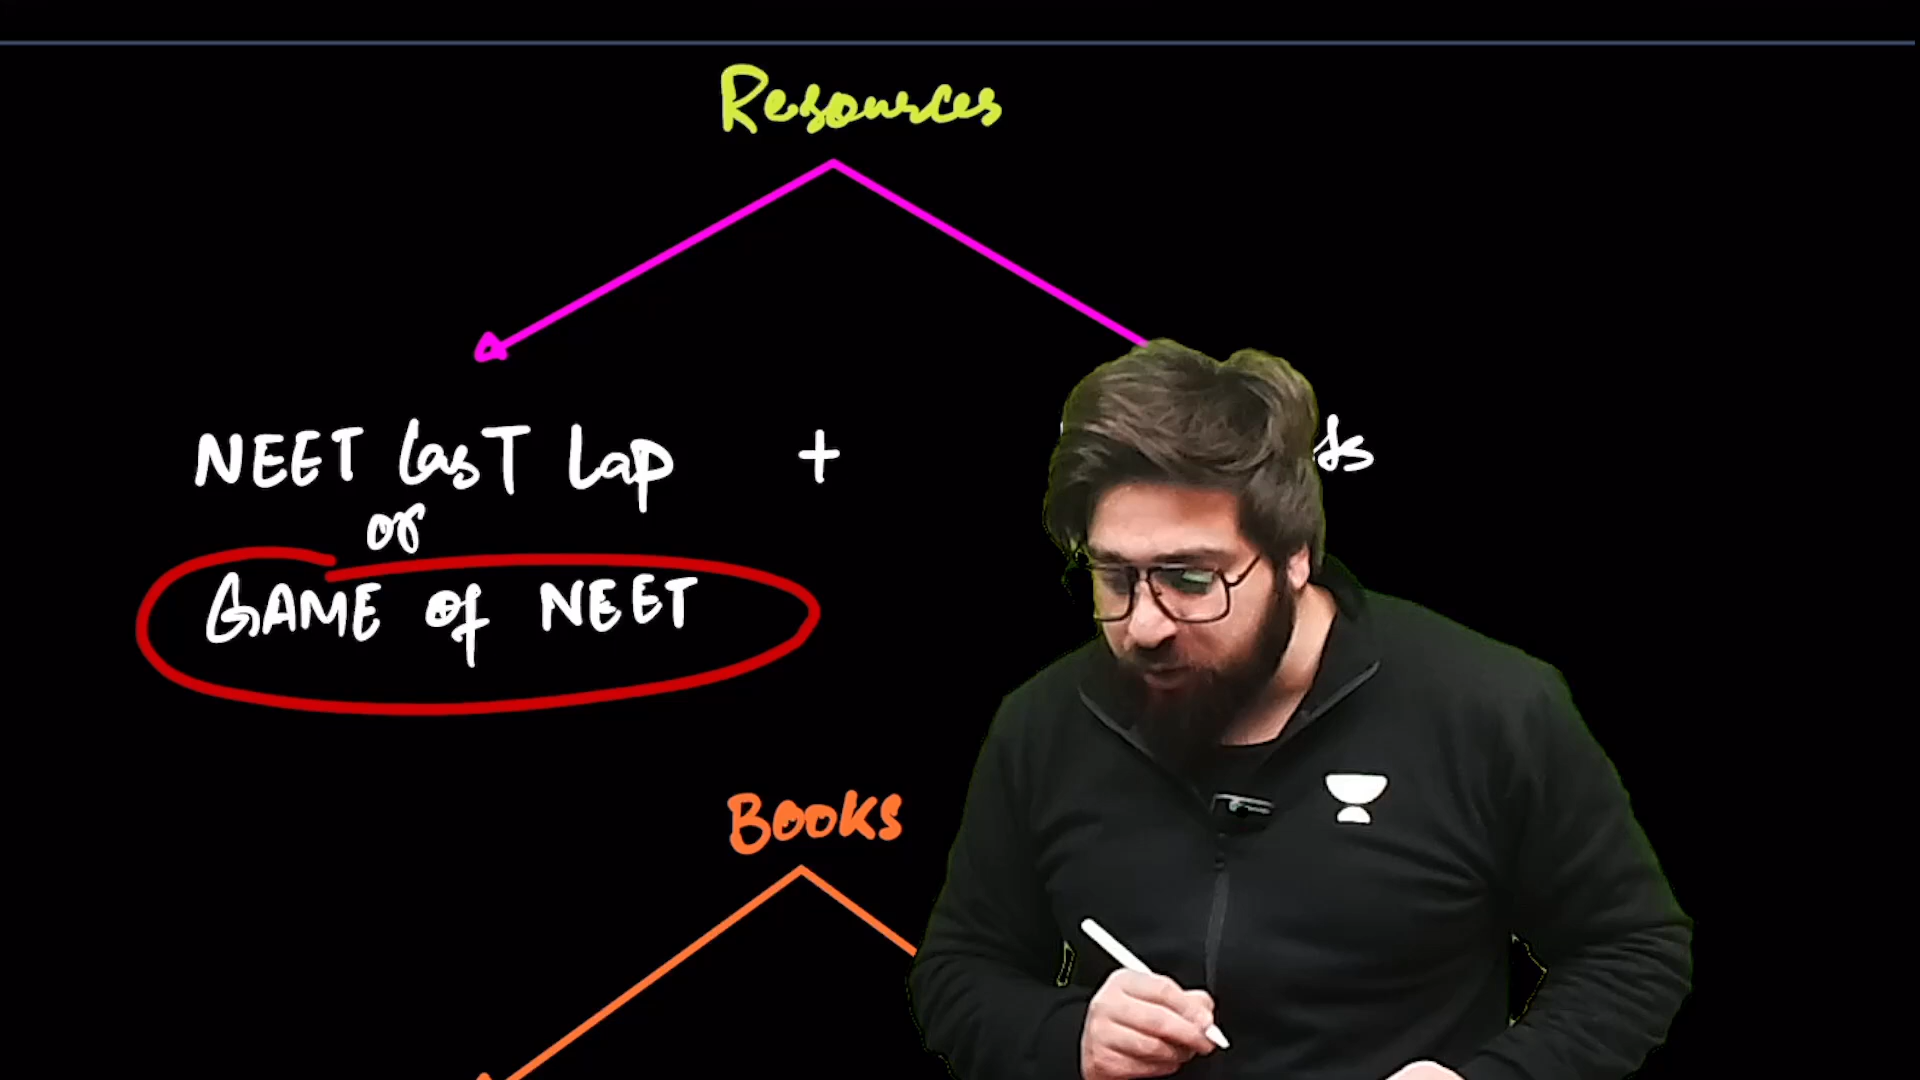 Resources
NEET Last Lap +
or
GAME of NEET
BOOKS